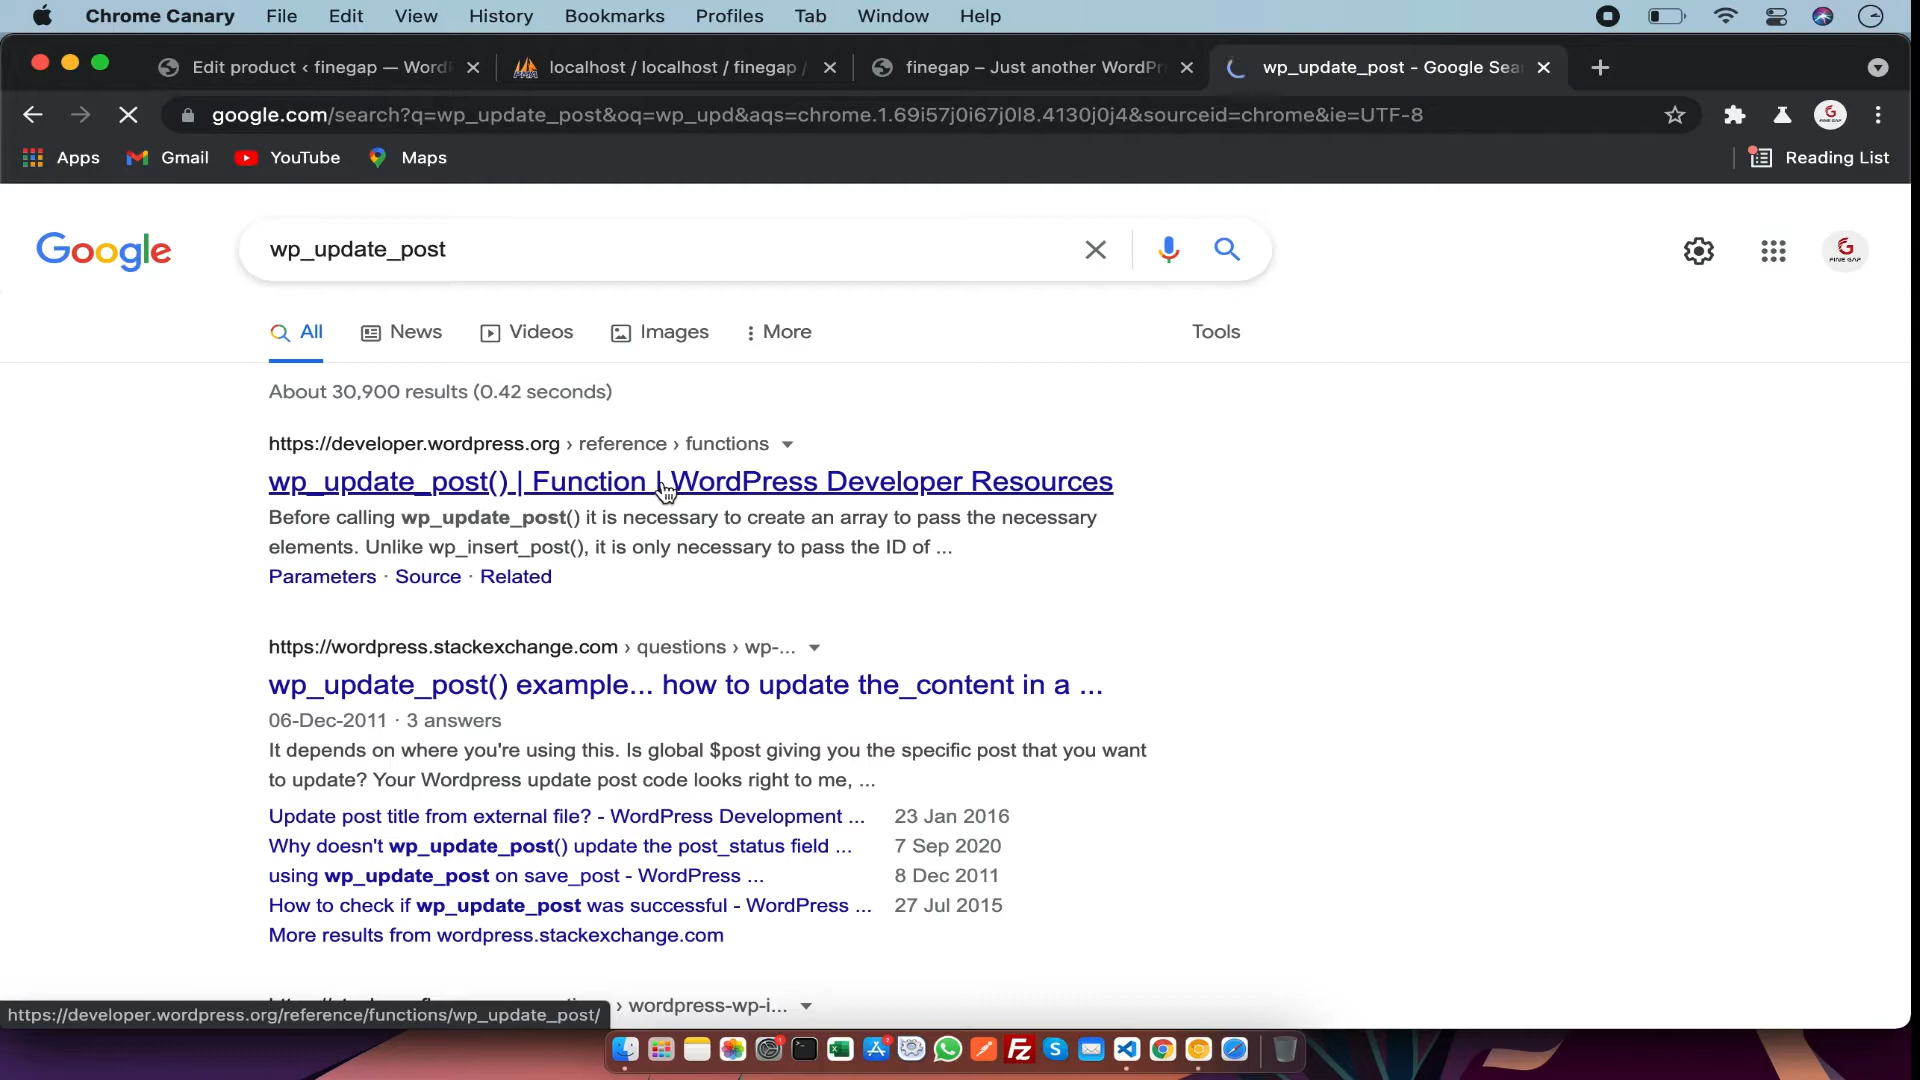 Chrome Canary File Edit View History Bookmarks Profiles Tab Window Help
Edit product ‹ finegap — Word
localhost / localhost / finegap /
finegap – Just another WordPr
wp_update_post - Google Sea
google.com/search?q=wp_update_post&oq=wp_upd&aqs=chrome.1.69i57j0i67j0l8.4130j0j4&sourceid=chrome&ie=UTF-8
Apps Gmail YouTube Maps Reading List
Google
wp_update_post
FINE GAP
All News Videos Images More Tools
About 30,900 results (0.42 seconds)
https://developer.wordpress.org › reference › functions
wp_update_post() | Function | WordPress Developer Resources
Before calling wp_update_post() it is necessary to create an array to pass the necessary
elements. Unlike wp_insert_post(), it is only necessary to pass the ID of ...
Parameters · Source · Related
https://wordpress.stackexchange.com › questions › wp-...
wp_update_post() example... how to update the_content in a ...
06-Dec-2011 · 3 answers
It depends on where you're using this. Is global $post giving you the specific post that you want
to update? Your Wordpress update post code looks right to me, ...
Update post title from external file? - WordPress Development ... 23 Jan 2016
Why doesn't wp_update_post() update the post_status field ... 7 Sep 2020
using wp_update_post on save_post - WordPress ... 8 Dec 2011
How to check if wp_update_post was successful - WordPress ... 27 Jul 2015
More results from wordpress.stackexchange.com
› wordpress-wp-i...
https://developer.wordpress.org/reference/functions/wp_update_post/